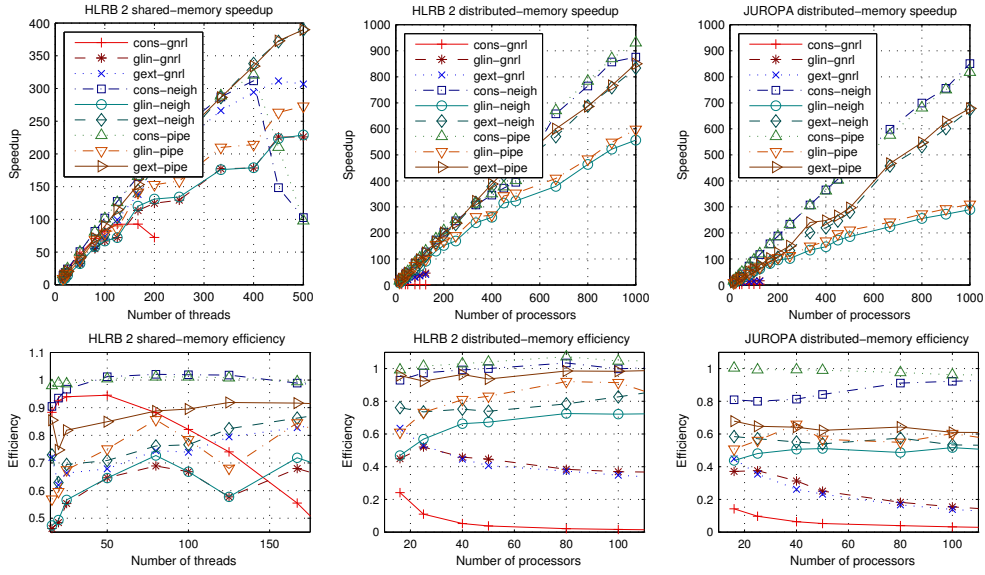 HLRB 2 shared−memory speedup
400
350
300
250
200
150
100
50
0
Speedup
0
100
200
300
400
500
Number of threads
cons−gnrl
glin−gnrl
gext−gnrl
cons−neigh
glin−neigh
gext−neigh
cons−pipe
glin−pipe
gext−pipe
HLRB 2 distributed−memory speedup
1000
900
800
700
600
500
400
300
200
100
0
Speedup
0
200
400
600
800
1000
Number of processors
cons−gnrl
glin−gnrl
gext−gnrl
cons−neigh
glin−neigh
gext−neigh
cons−pipe
glin−pipe
gext−pipe
JUROPA distributed−memory speedup
1000
900
800
700
600
500
400
300
200
100
0
Speedup
0
200
400
600
800
1000
Number of processors
cons−gnrl
glin−gnrl
gext−gnrl
cons−neigh
glin−neigh
gext−neigh
cons−pipe
glin−pipe
gext−pipe
HLRB 2 shared−memory efficiency
1.1
1
0.9
0.8
0.7
0.6
0.5
Efficiency
50
100
150
Number of threads
HLRB 2 distributed−memory efficiency
1
0.8
0.6
0.4
0.2
0
Efficiency
20
40
60
80
100
Number of processors
JUROPA distributed−memory efficiency
1
0.8
0.6
0.4
0.2
0
Efficiency
20
40
60
80
100
Number of processors